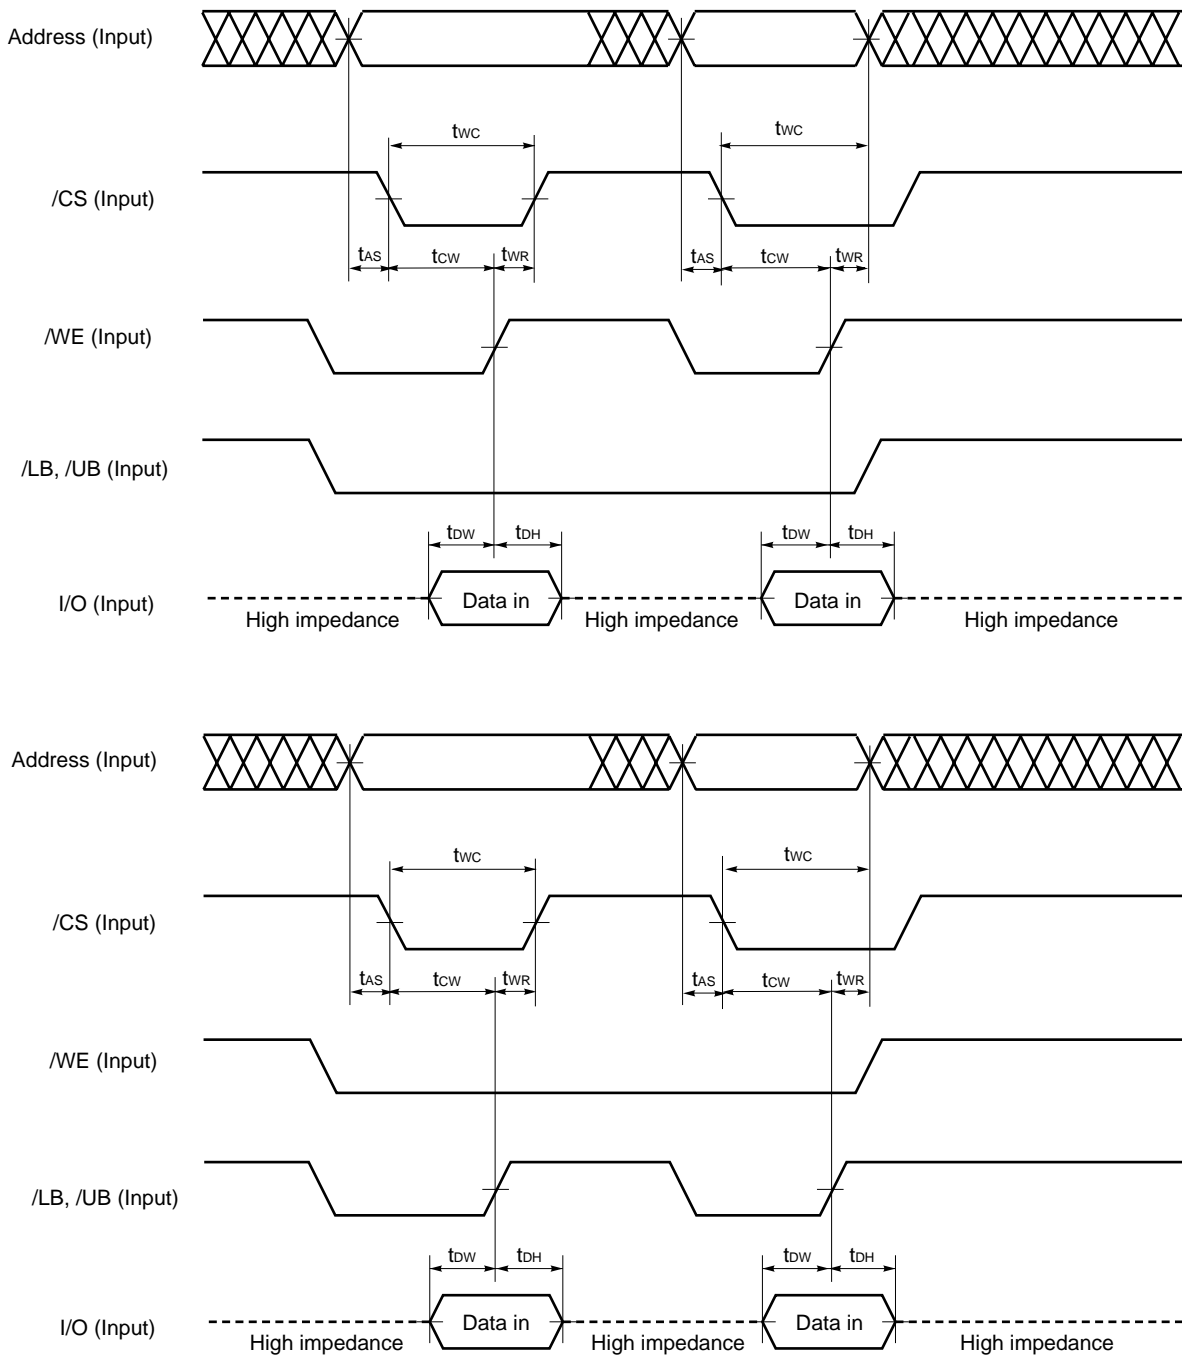 Address (Input)
tWC tWC
/CS (Input)
tAS tCW tWR tAS tCW tWR
/WE (Input)
/LB, /UB (Input)
tDW tDH tDW tDH
I/O (Input) Data in Data in
High impedance High impedance High impedance
Address (Input)
tWC tWC
/CS (Input)
tAS tCW tWR tAS tCW tWR
/WE (Input)
/LB, /UB (Input)
tDW tDH tDW tDH
I/O (Input) Data in Data in
High impedance High impedance High impedance